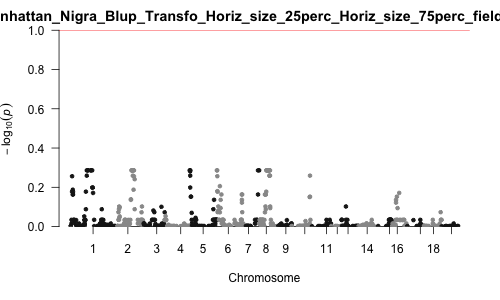 nhattan_Nigra_Blup_Transfo_Horiz_size_25perc_Horiz_size_75perc_field
1.0
0.8
0.6
0.4
0.2
0.0
− log10(p)
1 2 3 4 5 6 7 8 9 11 14 16 18
Chromosome